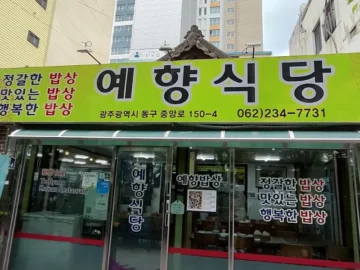 정갈한 밥상
맛있는 밥상
행복한 밥상
예향식당
광주광역시 동구 중앙로 150-4
062)234-7731
예향식당
예향밥상
정갈한밥상
맛있는밥상
행복한밥상